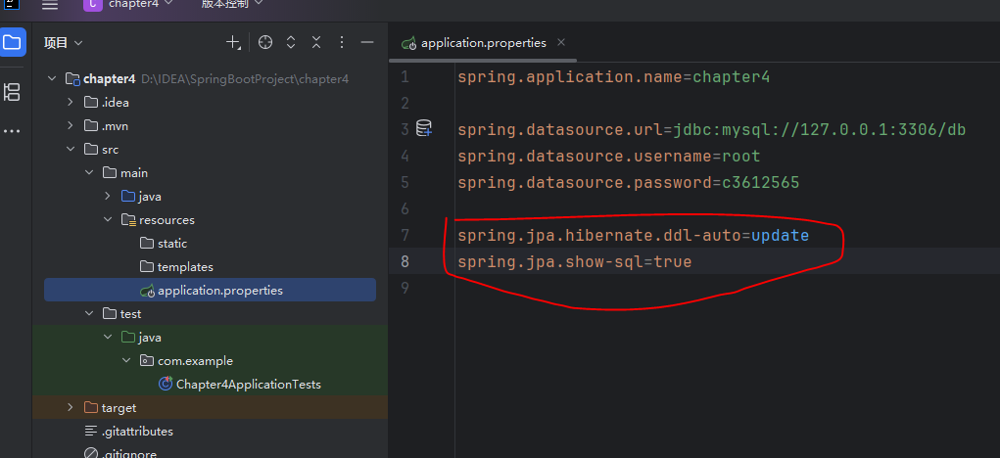 C chapter4 版本控制
项目
application.properties
chapter4 D:\IDEA\SpringBootProject\chapter4
.idea
.mvn
src
main
java
resources
static
templates
application.properties
test
java
com.example
Chapter4ApplicationTests
target
.gitattributes
.gitignore
1 spring.application.name=chapter4
2
3 spring.datasource.url=jdbc:mysql://127.0.0.1:3306/db
4 spring.datasource.username=root
5 spring.datasource.password=c3612565
6
7 spring.jpa.hibernate.ddl-auto=update
8 spring.jpa.show-sql=true
9